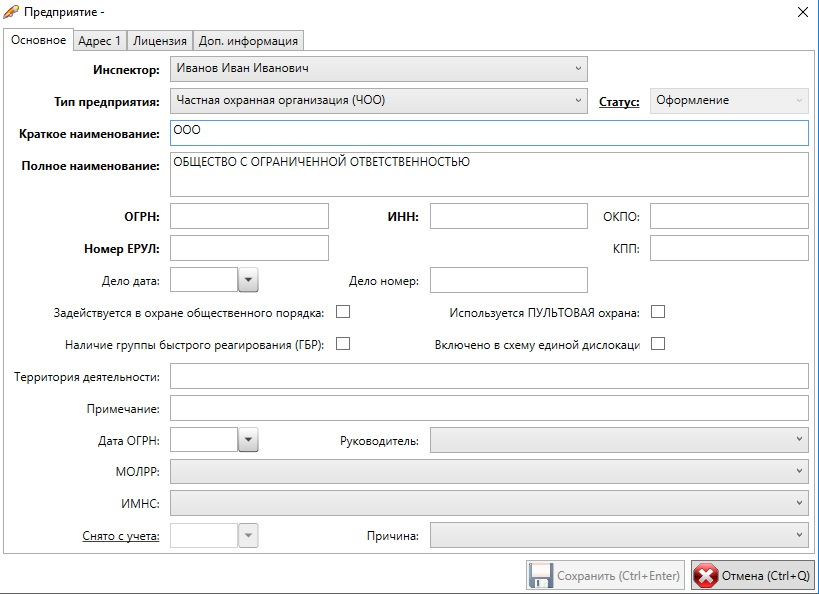 Предприятие -
Основное Адрес 1 Лицензия Доп. информация
Инспектор: Иванов Иван Иванович
Тип предприятия: Частная охранная организация (ЧОО) Статус: Оформление
Краткое наименование: ООО
Полное наименование: ОБЩЕСТВО С ОГРАНИЧЕННОЙ ОТВЕТСТВЕННОСТЬЮ
ОГРН: ИНН: ОКПО:
Номер ЕРУЛ: КПП:
Дело дата: Дело номер:
Задействуется в охране общественного порядка: Используется ПУЛЬТОВАЯ охрана:
Наличие группы быстрого реагирования (ГБР): Включено в схему единой дислокаци
Территория деятельности:
Примечание:
Дата ОГРН: Руководитель:
МОЛРР:
ИМНС:
Снято с учета: Причина:
Сохранить (Ctrl+Enter) Отмена (Ctrl+Q)